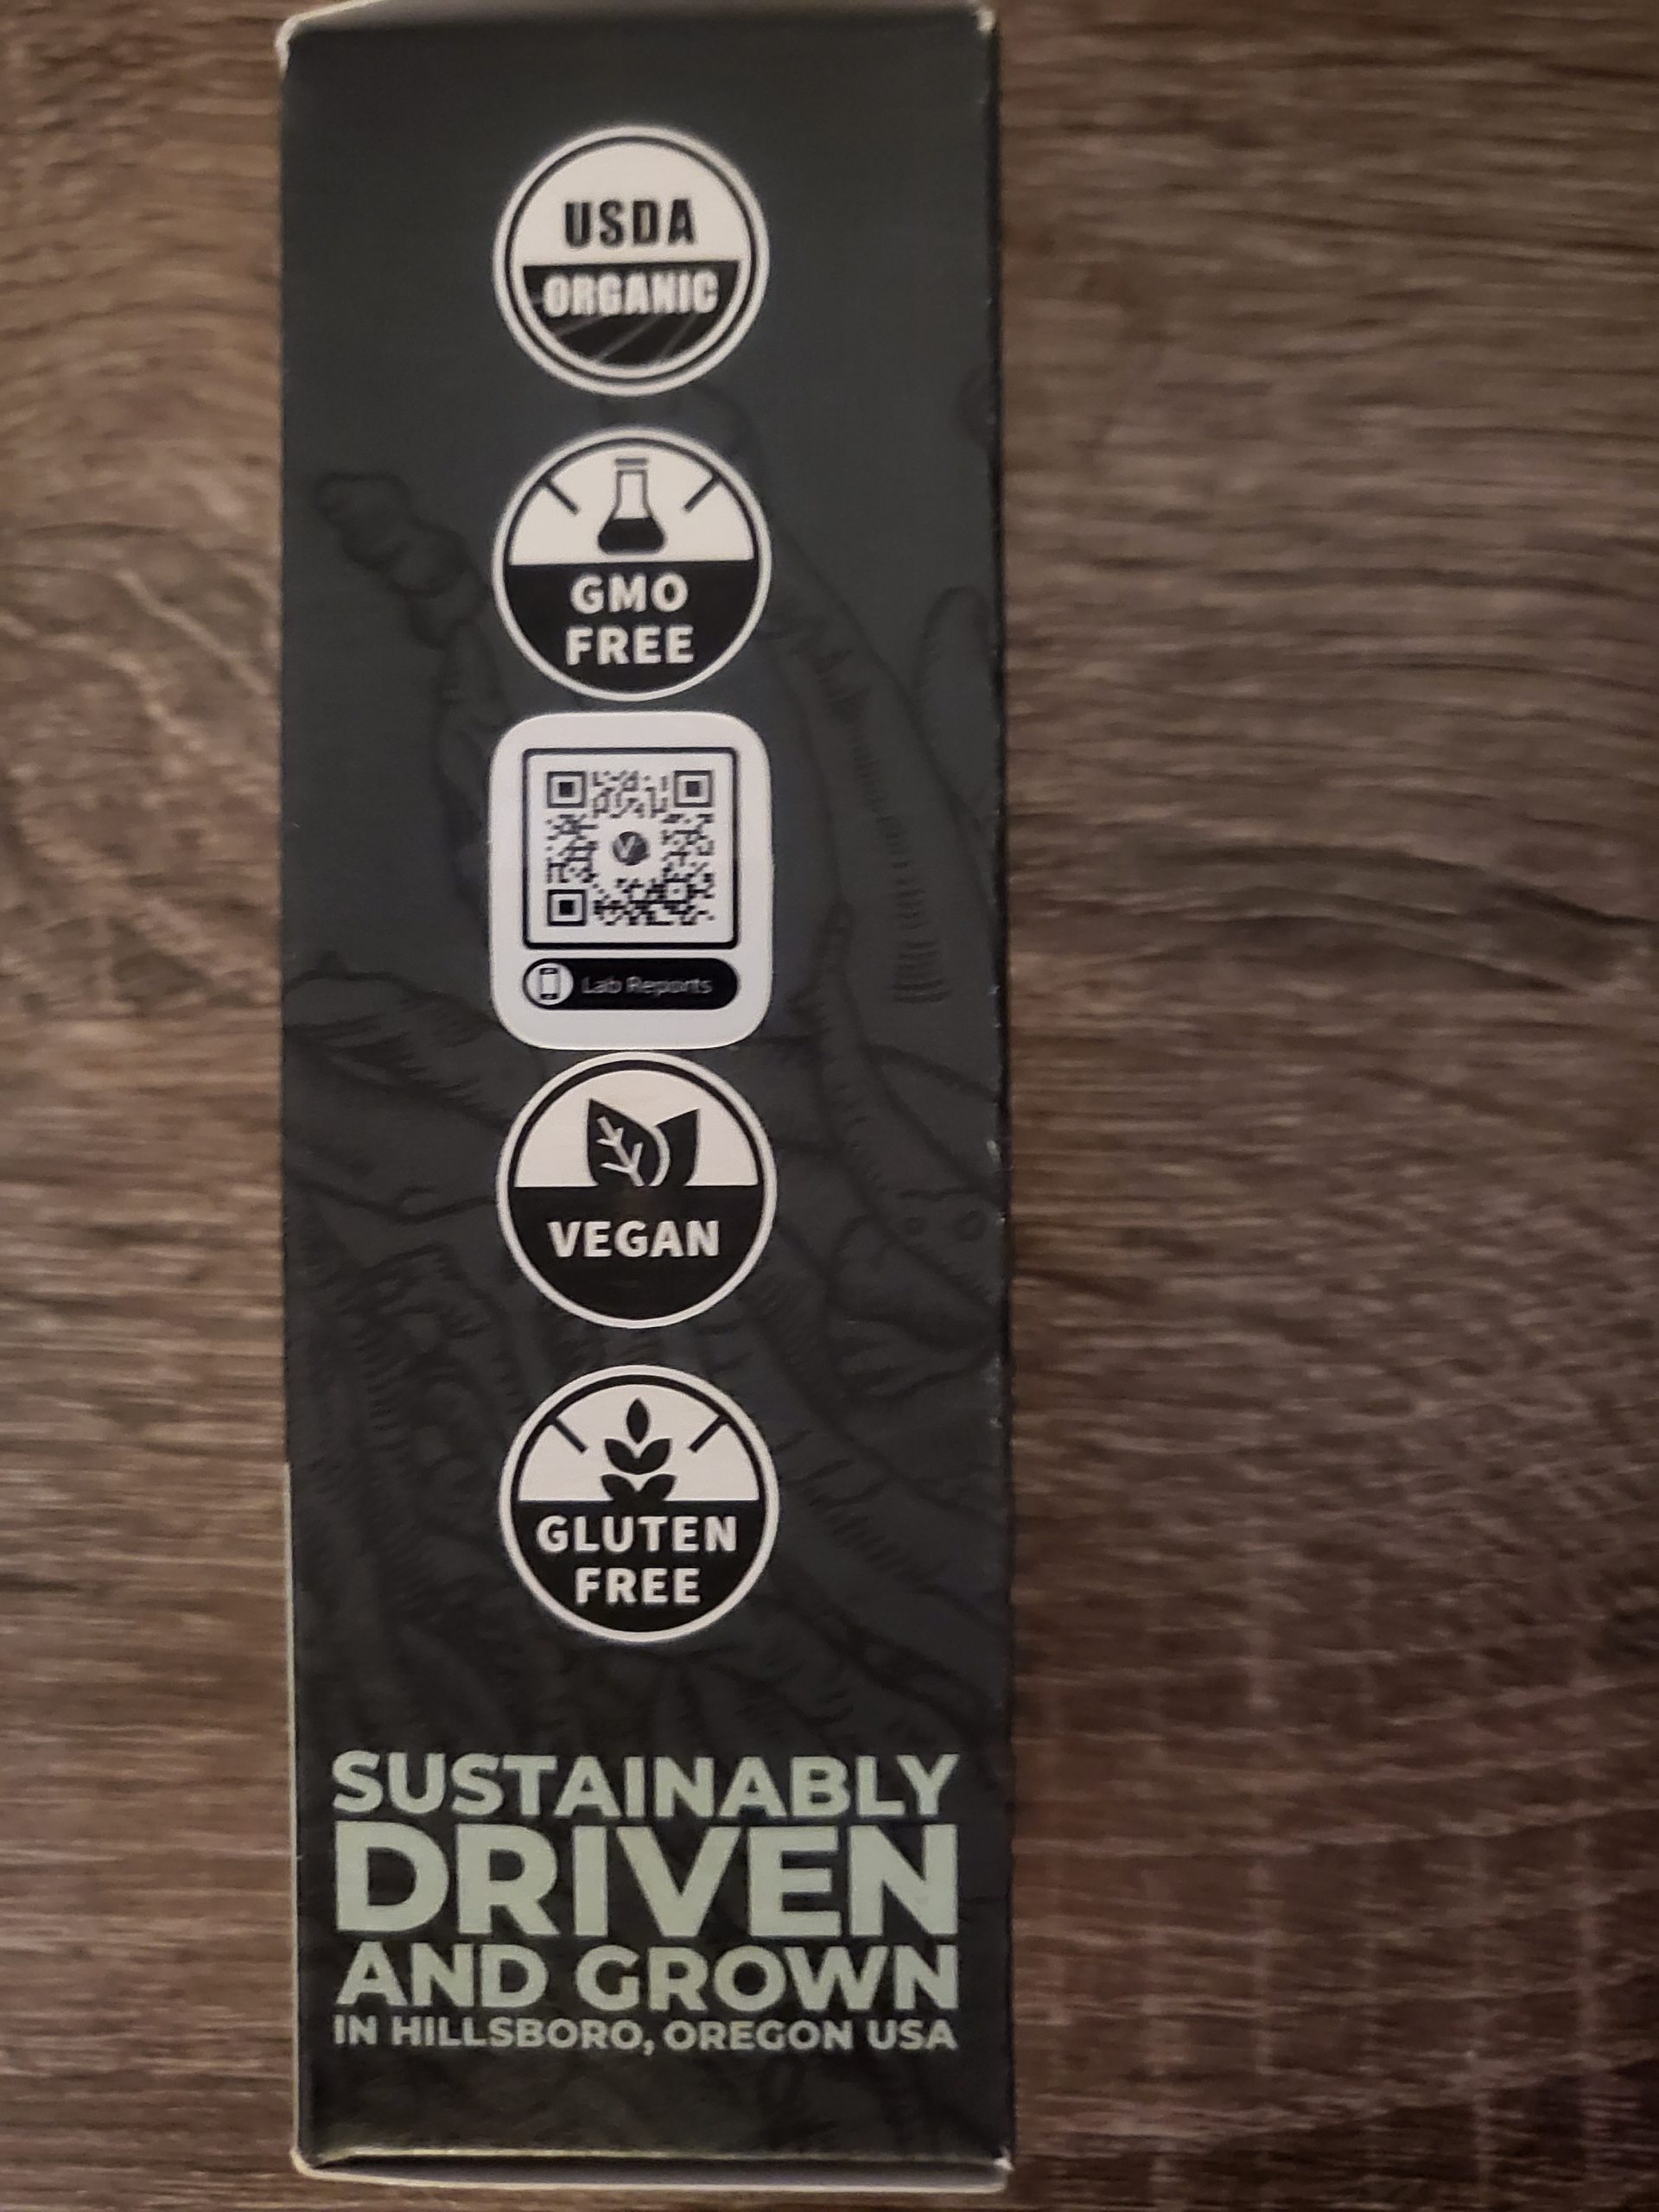 USDA
ORGANIC
GMO
FREE
V
Lab Reports
VEGAN
GLUTEN
FREE
SUSTAINABLY
DRIVEN
AND GROWN
IN HILLSBORO, OREGON USA